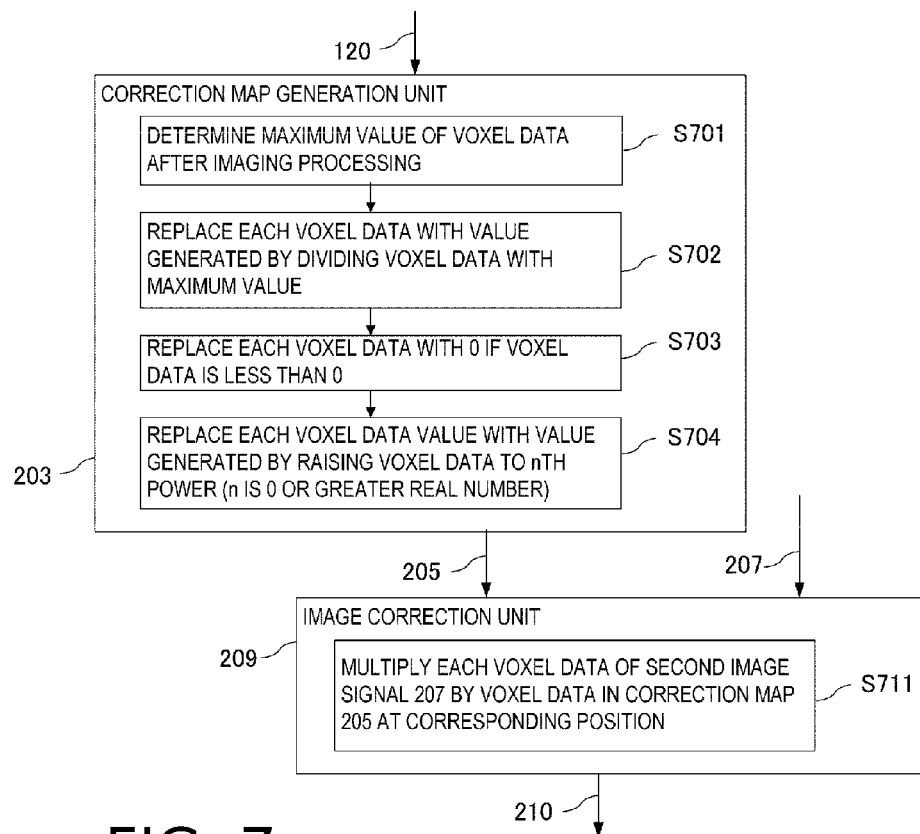 120
CORRECTION MAP GENERATION UNIT
DETERMINE MAXIMUM VALUE OF VOXEL DATA
AFTER IMAGING PROCESSING
S701
REPLACE EACH VOXEL DATA WITH VALUE
GENERATED BY DIVIDING VOXEL DATA WITH
MAXIMUM VALUE
S702
REPLACE EACH VOXEL DATA WITH 0 IF VOXEL
DATA IS LESS THAN 0
S703
REPLACE EACH VOXEL DATA VALUE WITH VALUE
GENERATED BY RAISING VOXEL DATA TO nTH
POWER (n IS 0 OR GREATER REAL NUMBER)
S704
203
205
207
IMAGE CORRECTION UNIT
209
MULTIPLY EACH VOXEL DATA OF SECOND IMAGE
SIGNAL 207 BY VOXEL DATA IN CORRECTION MAP
205 AT CORRESPONDING POSITION
S711
210
FIG. 7